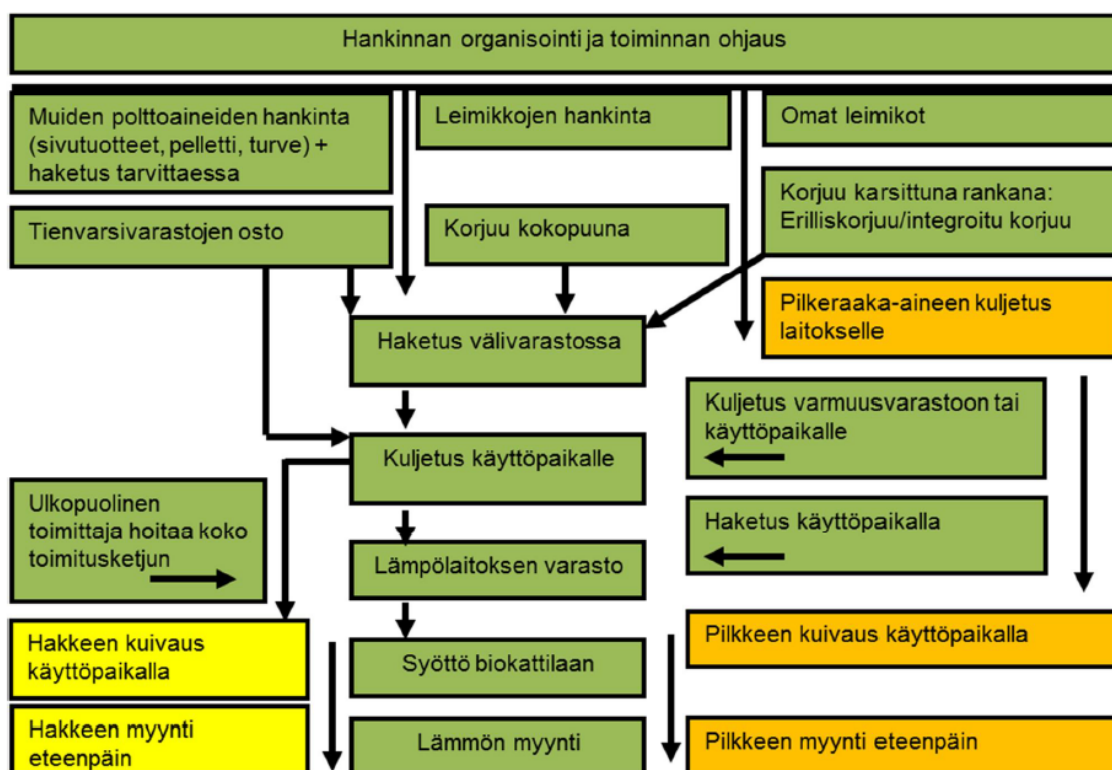 Hankinnan organisointi ja toiminnan ohjaus
Muiden polttoaineiden hankinta
(sivutuotteet, pelletti, turve) +
haketus tarvittaessa
Leimikkojen hankinta
Omat leimikot
Tienvarsivarastojen osto
Korjuu kokopuuna
Korjuu karsittuna rankana:
Erilliskorjuu/integroitu korjuu
Haketus välivarastossa
Pilkeraaka-aineen kuljetus
laitokselle
Kuljetus käyttöpaikalle
Kuljetus varmuusvarastoon tai
käyttöpaikalle
Ulkopuolinen
toimittaja hoitaa koko
toimitusketjun
Haketus käyttöpaikalla
Lämpölaitoksen varasto
Hakkeen kuivaus
käyttöpaikalla
Syöttö biokattilaan
Pilkkeen kuivaus käyttöpaikalla
Hakkeen myynti
eteenpäin
Lämmön myynti
Pilkkeen myynti eteenpäin